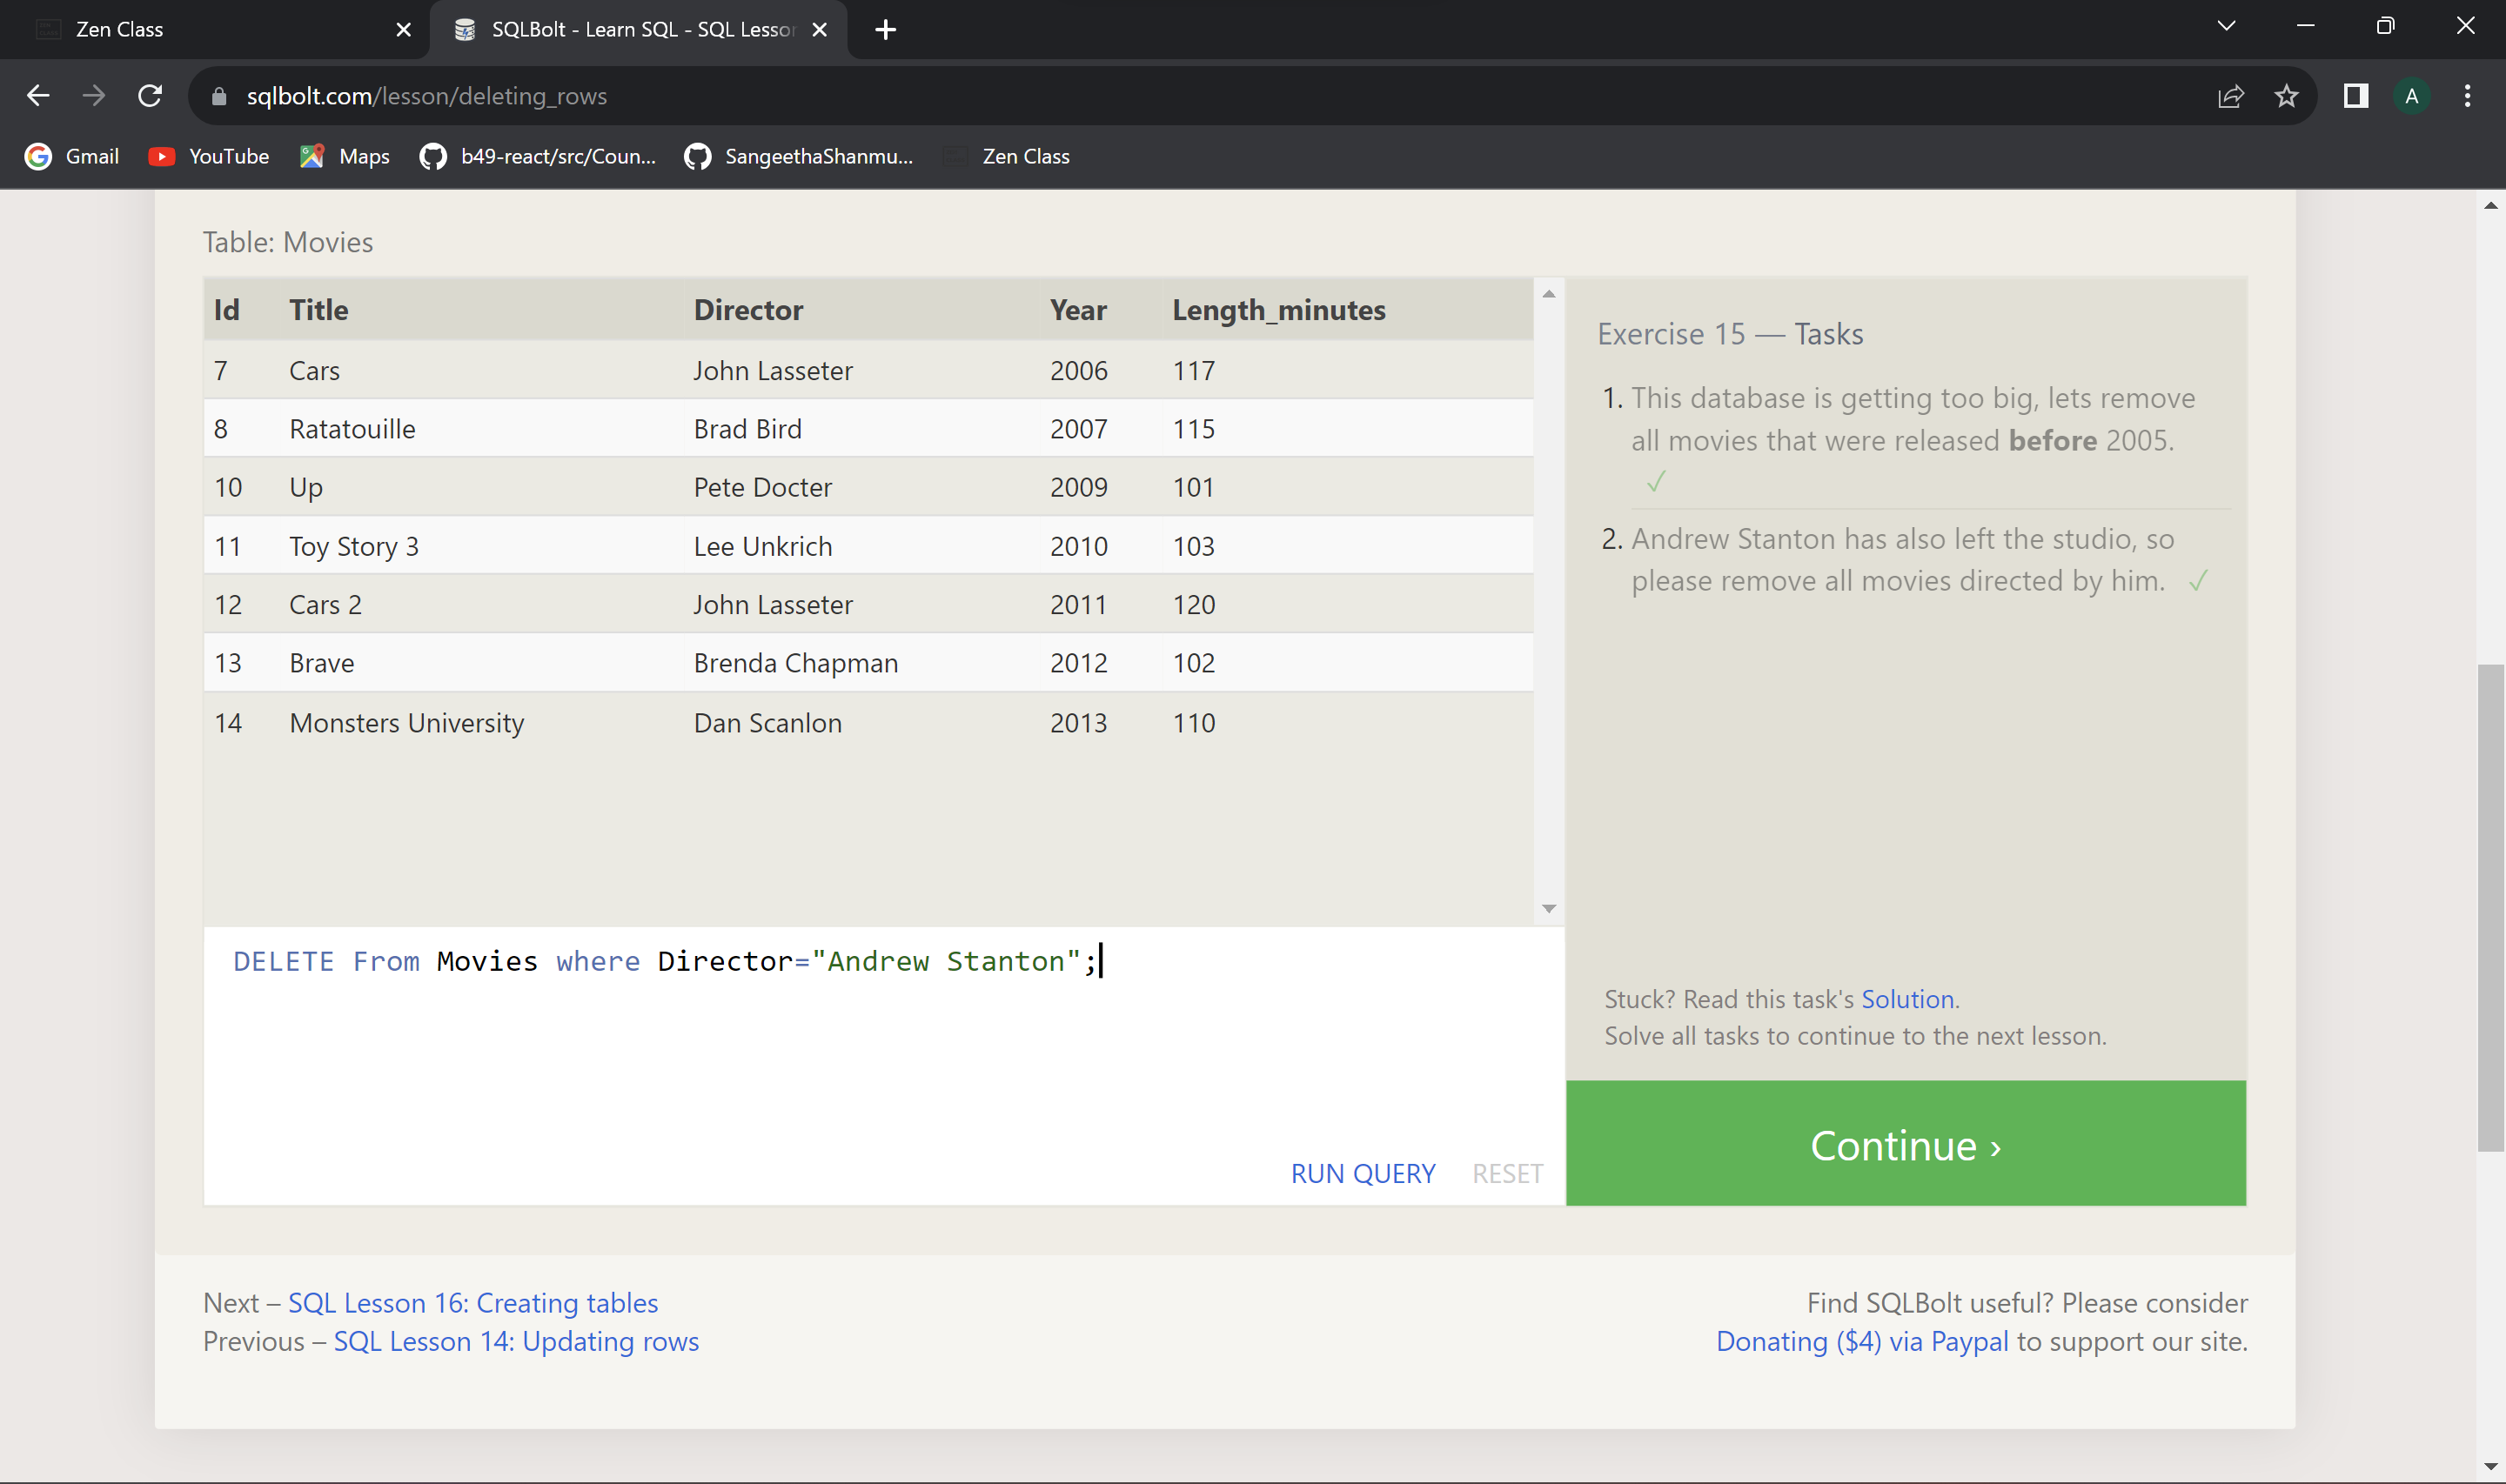 Zen Class
SQLBolt - Learn SQL - SQL Lesson
sqlbolt.com/lesson/deleting_rows
A
Gmail YouTube Maps b49-react/src/Coun... SangeethaShanmu... Zen Class
Table: Movies
Id Title Director Year Length_minutes
7 Cars John Lasseter 2006 117
8 Ratatouille Brad Bird 2007 115
10 Up Pete Docter 2009 101
11 Toy Story 3 Lee Unkrich 2010 103
12 Cars 2 John Lasseter 2011 120
13 Brave Brenda Chapman 2012 102
14 Monsters University Dan Scanlon 2013 110
DELETE From Movies where Director="Andrew Stanton";
RUN QUERY RESET
Exercise 15 — Tasks
1. This database is getting too big, lets remove
all movies that were released before 2005.
✓
2. Andrew Stanton has also left the studio, so
please remove all movies directed by him. ✓
Stuck? Read this task's Solution.
Solve all tasks to continue to the next lesson.
Continue ›
Next – SQL Lesson 16: Creating tables
Previous – SQL Lesson 14: Updating rows
Find SQLBolt useful? Please consider
Donating ($4) via Paypal to support our site.